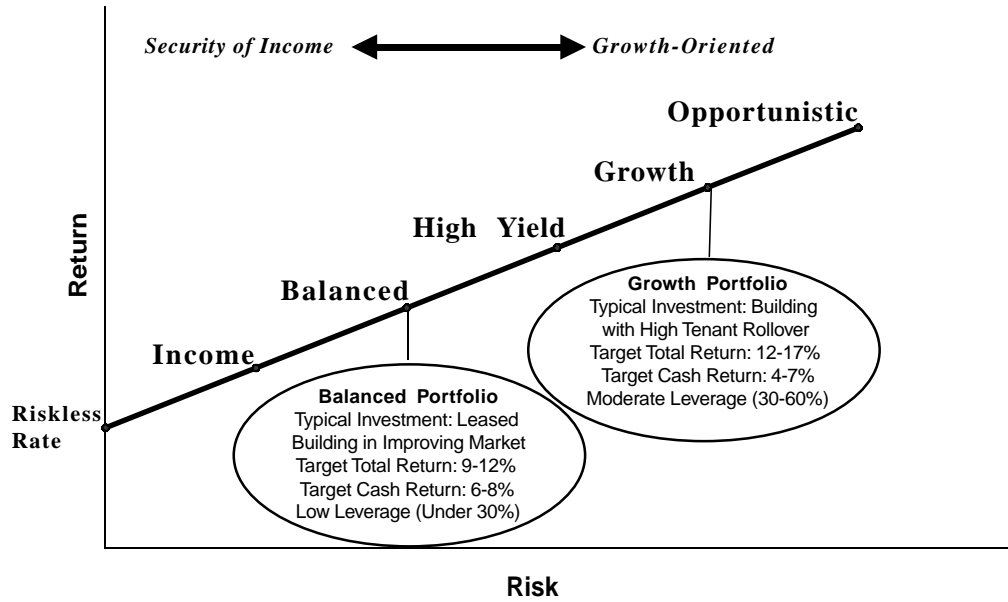 Security of Income
Growth-Oriented
Opportunistic
Growth
High Yield
Balanced
Income
Riskless
Rate
Return
Growth Portfolio
Typical Investment: Building
with High Tenant Rollover
Target Total Return: 12-17%
Target Cash Return: 4-7%
Moderate Leverage (30-60%)
Balanced Portfolio
Typical Investment: Leased
Building in Improving Market
Target Total Return: 9-12%
Target Cash Return: 6-8%
Low Leverage (Under 30%)
Risk